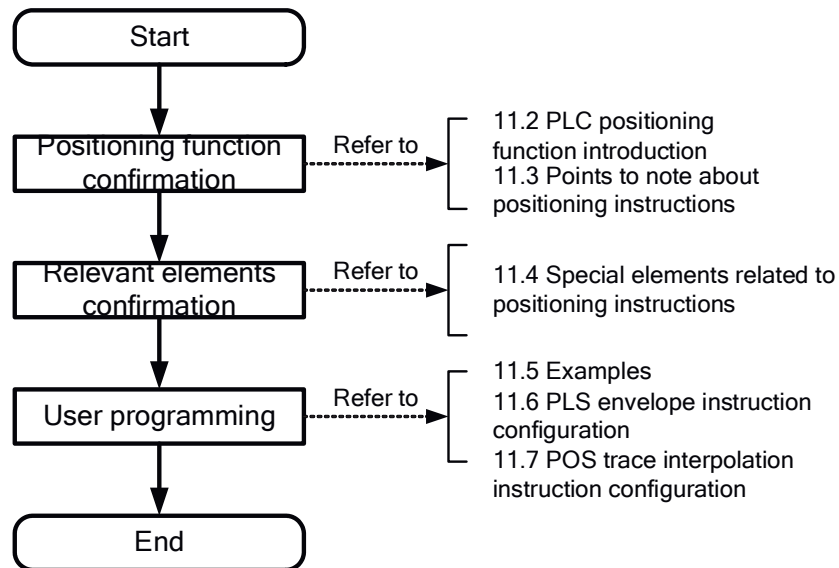 Start
Positioning function
confirmation
Refer to
11.2 PLC positioning
function introduction
11.3 Points to note about
positioning instructions
Relevant elements
confirmation
Refer to
11.4 Special elements related to
positioning instructions
User programming
Refer to
11.5 Examples
11.6 PLS envelope instruction
configuration
11.7 POS trace interpolation
instruction configuration
End